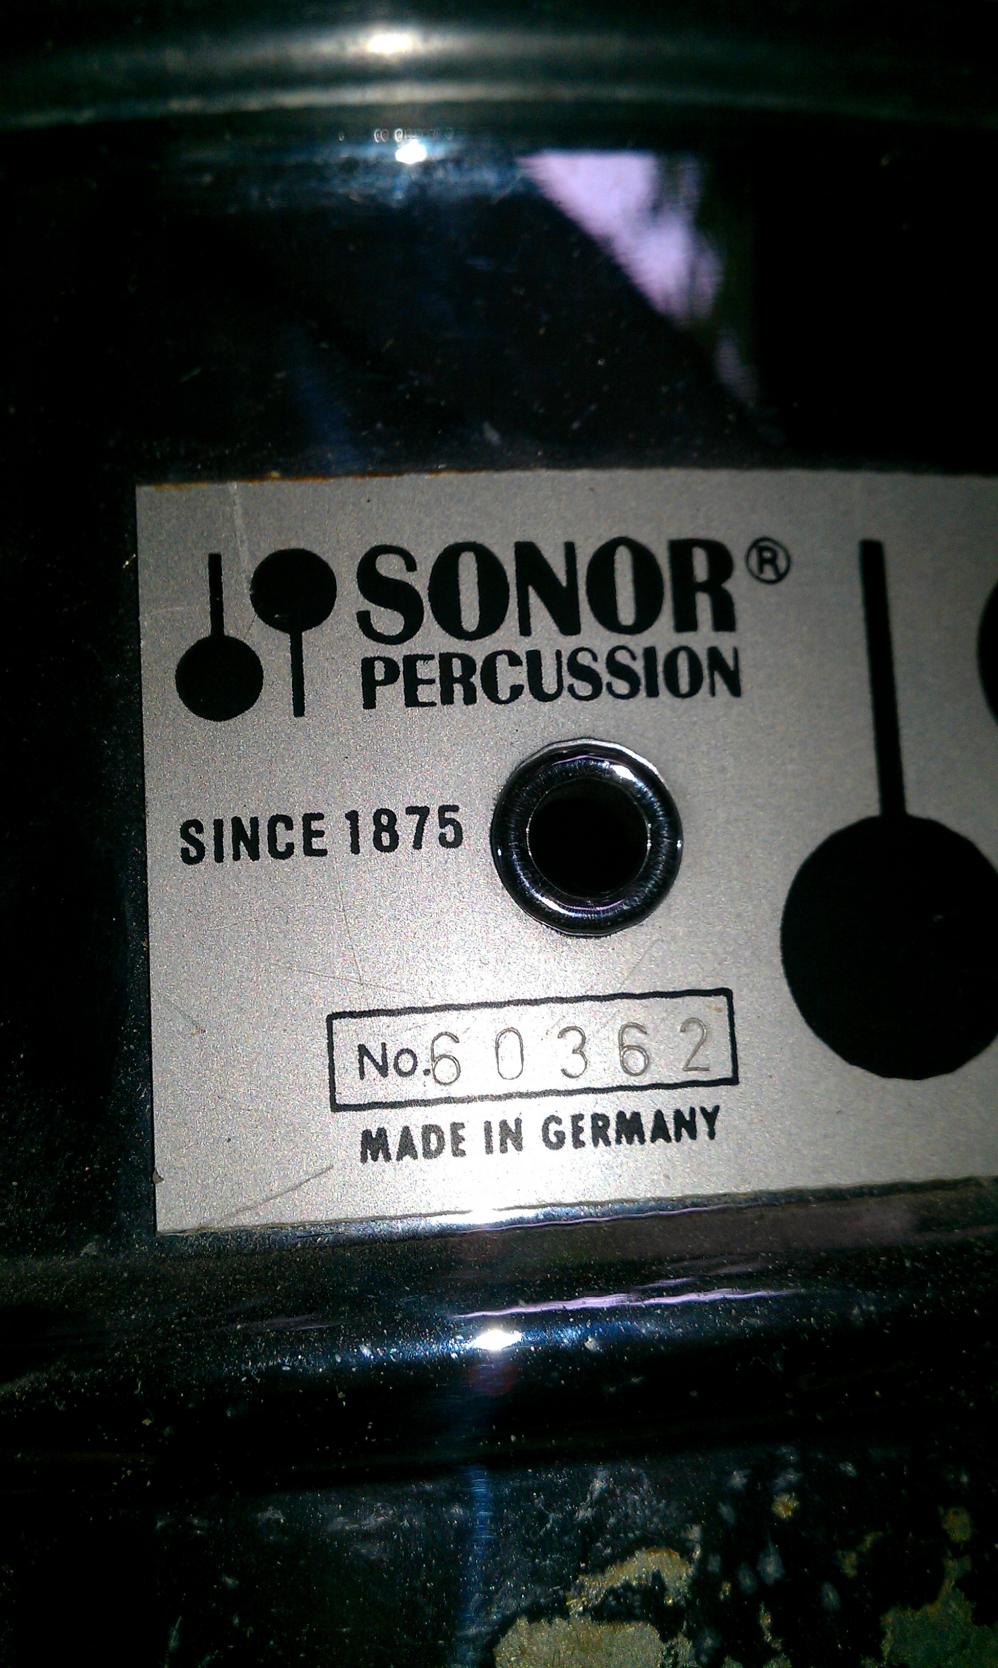 SONOR®
PERCUSSION
SINCE 1875
No.60362
MADE IN GERMANY